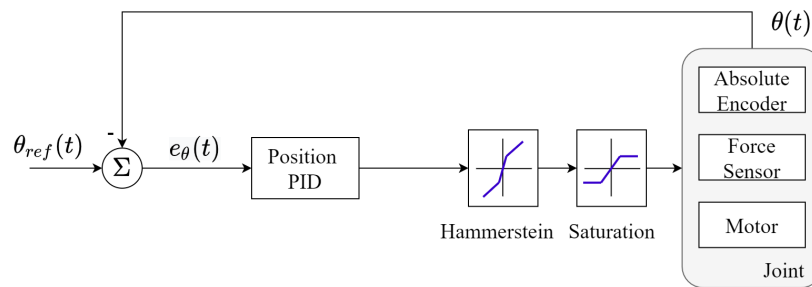 θ(t)
Absolute
Encoder
-
θ_ref(t)
Σ
e_θ(t)
Position
PID
Force
Sensor
Hammerstein
Saturation
Motor
Joint